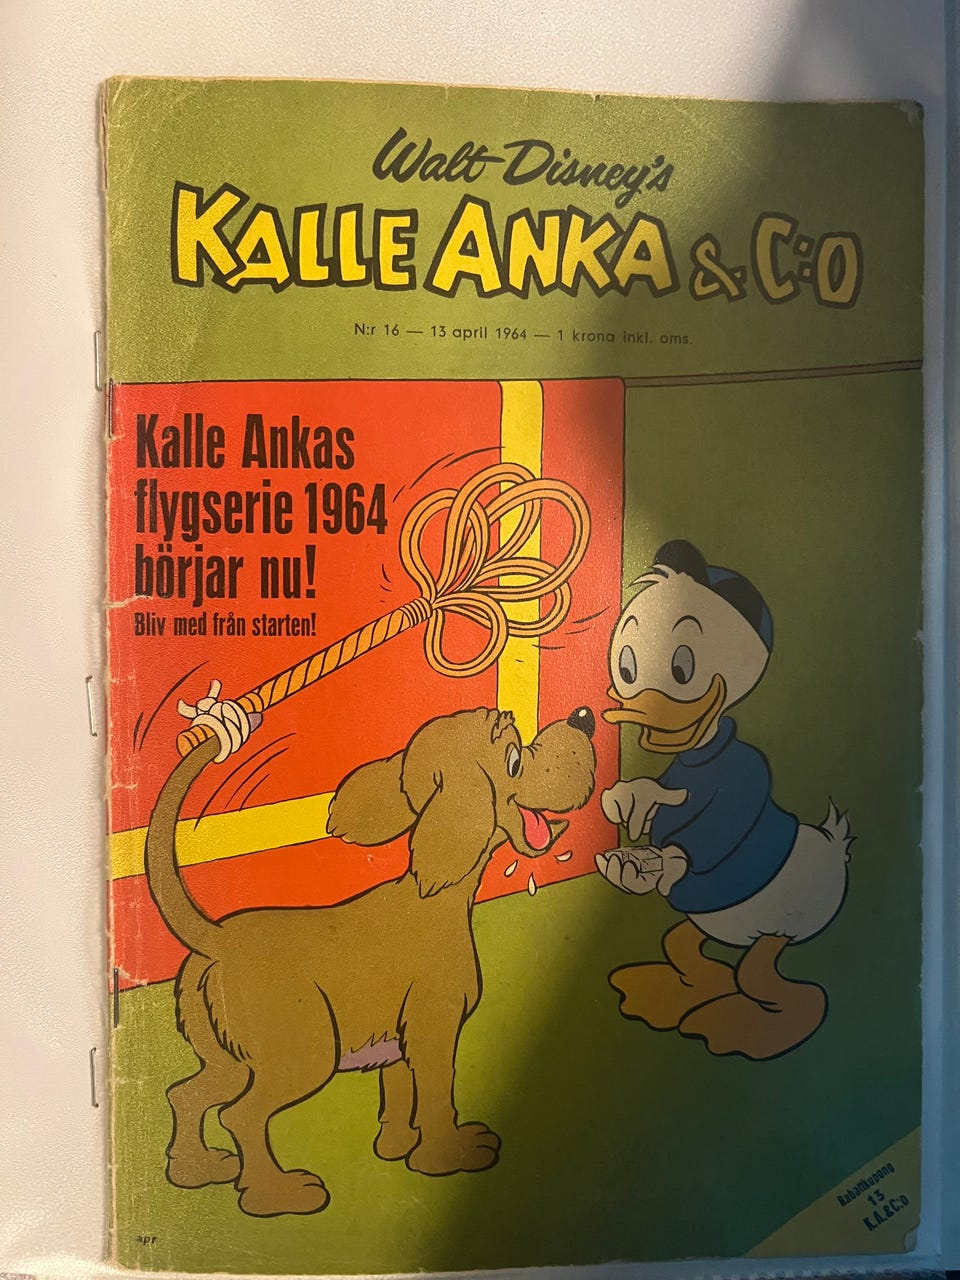 Walt Disney's
KALLE ANKA & C:O
N:r 16 — 13 april 1964 — 1 krona inkl. oms.
Kalle Ankas
flygserie 1964
börjar nu!
Bliv med från starten!
Rabattkupong
13
K.A.&C:O
apr